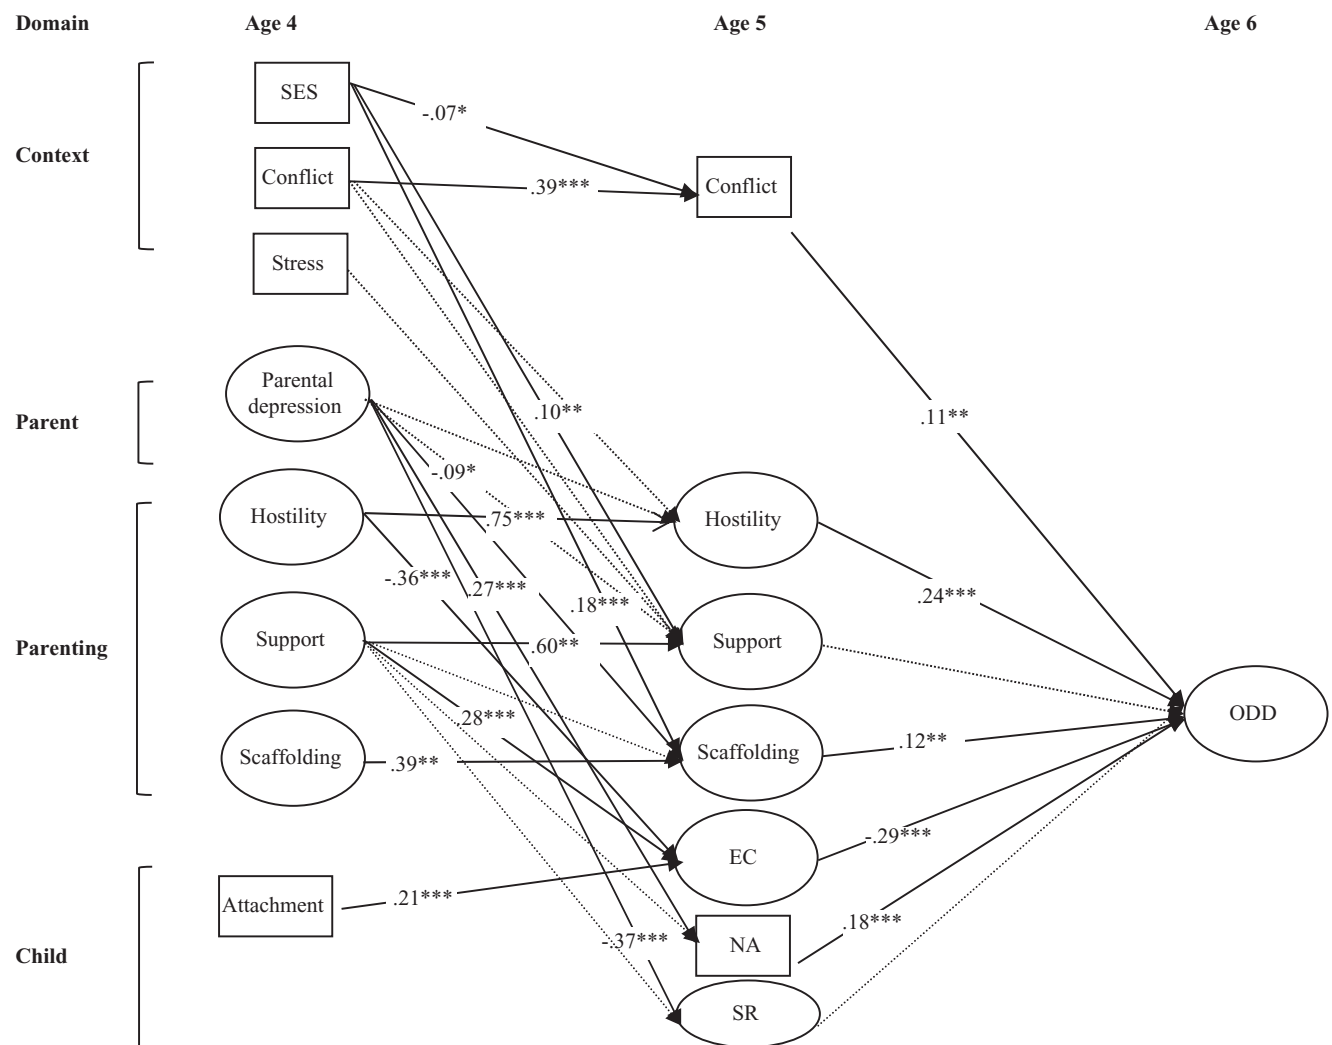 Domain Age 4 Age 5 Age 6
SES
-.07*
Context
Conflict
.39***
Conflict
Stress
Parental
depression
.10**
.11**
Parent
-.09*
Hostility
.75***
Hostility
-.36***
.27***
.24***
.18***
Support
.60**
Support
Parenting
.28***
ODD
Scaffolding
.39**
Scaffolding
.12**
EC
-.29***
Attachment
.21***
.18***
-.37***
NA
Child
SR